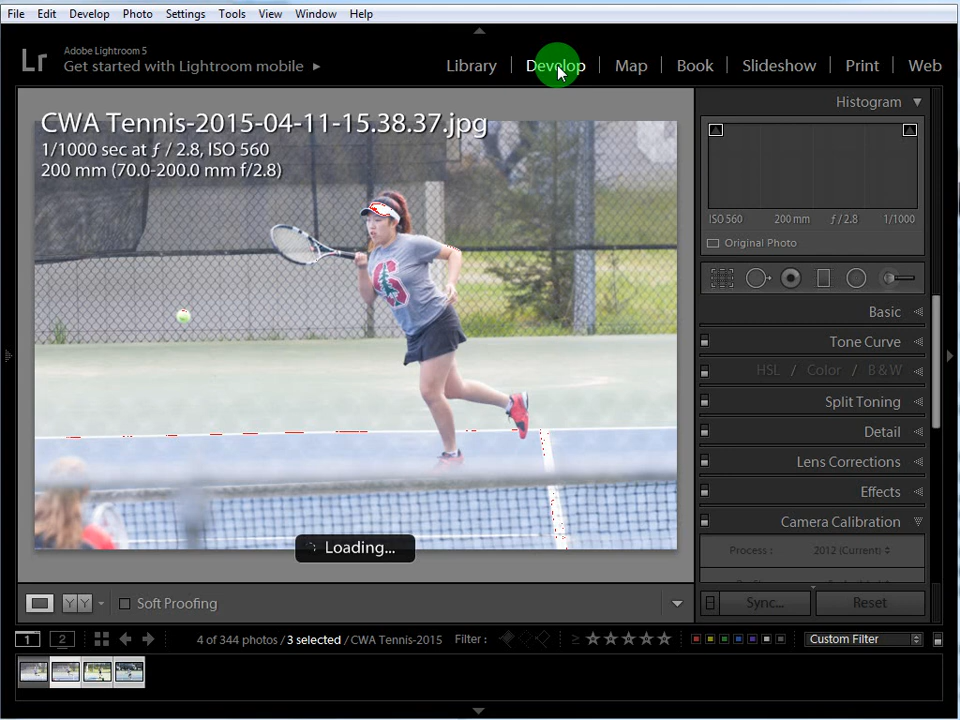 File Edit Develop Photo Settings Tools View Window Help
Lr
Adobe Lightroom 5
Get started with Lightroom mobile ▸
Library | Develop | Map | Book | Slideshow | Print | Web
Histogram
CWA Tennis-2015-04-11-15.38.37.jpg
1/1000 sec at ƒ / 2.8, ISO 560
200 mm (70.0-200.0 mm f/2.8)
ISO 560 200 mm ƒ / 2.8 1/1000
Original Photo
Basic
Tone Curve
HSL / Color / B & W
Split Toning
Detail
Lens Corrections
Effects
Camera Calibration
Process : 2012 (Current)
Loading...
Y Y Soft Proofing
Sync... Reset
1 2 4 of 344 photos / 3 selected / CWA Tennis-2015 Filter : ≥ Custom Filter